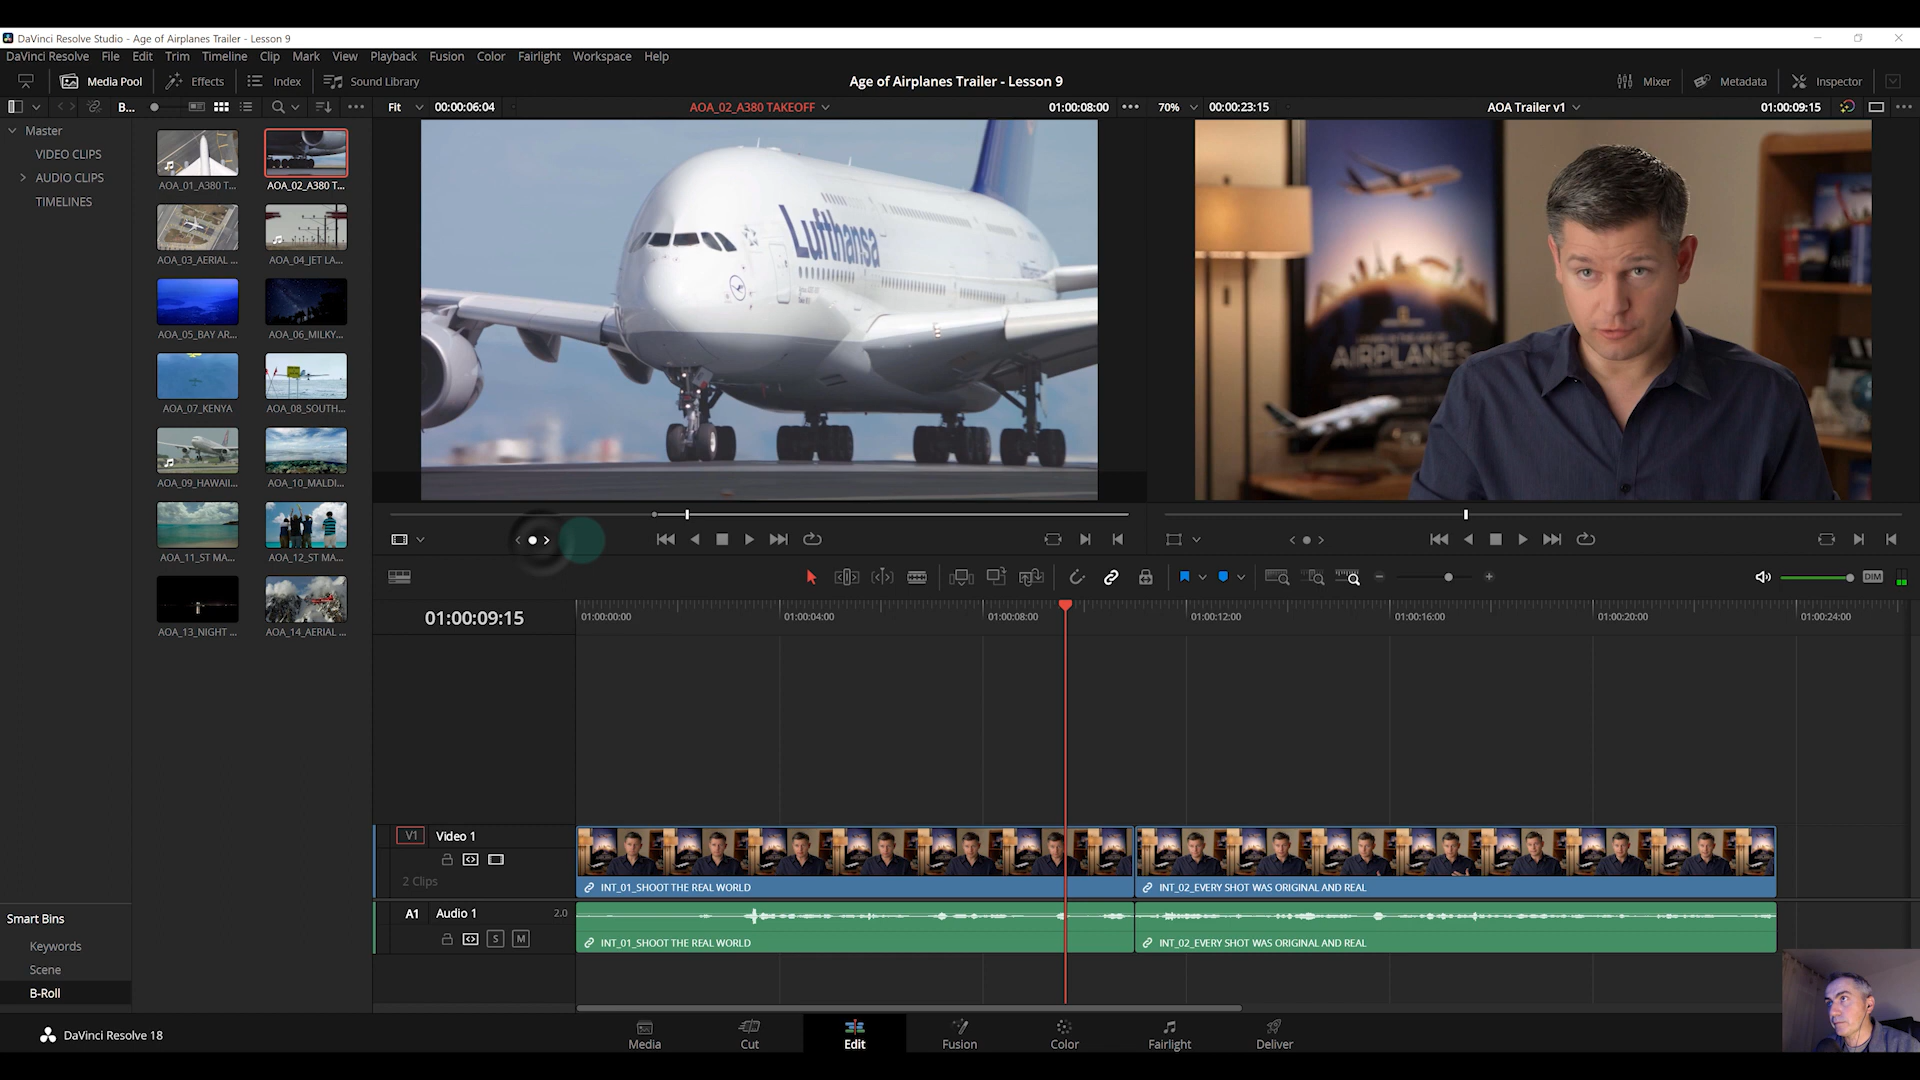 DaVinci Resolve Studio - Age of Airplanes Trailer - Lesson 9
DaVinci Resolve File Edit Trim Timeline Clip Mark View Playback Fusion Color Fairlight Workspace Help
Media Pool Effects Index Sound Library Age of Airplanes Trailer - Lesson 9 Mixer Metadata Inspector
B... Fit 00:00:06:04 AOA_02_A380 TAKEOFF 01:00:08:00 70% 00:00:23:15 AOA Trailer v1 01:00:09:15
Master
VIDEO CLIPS
AUDIO CLIPS
TIMELINES
AOA_01_A380 T... AOA_02_A380 T...
AOA_03_AERIAL ... AOA_04_JET LA...
AOA_05_BAY AR... AOA_06_MILKY...
AOA_07_KENYA AOA_08_SOUTH...
AOA_09_HAWAII... AOA_10_MALDI...
AOA_11_ST MA... AOA_12_ST MA...
AOA_13_NIGHT ... AOA_14_AERIAL ...
Lufthansa
AIRPLANES
DIM
01:00:09:15
01:00:00:00 01:00:04:00 01:00:08:00 01:00:12:00 01:00:16:00 01:00:20:00 01:00:24:00
V1 Video 1
2 Clips
INT_01_SHOOT THE REAL WORLD INT_02_EVERY SHOT WAS ORIGINAL AND REAL
A1 Audio 1 2.0
S M
INT_01_SHOOT THE REAL WORLD INT_02_EVERY SHOT WAS ORIGINAL AND REAL
Smart Bins
Keywords
Scene
B-Roll
DaVinci Resolve 18
Media Cut Edit Fusion Color Fairlight Deliver